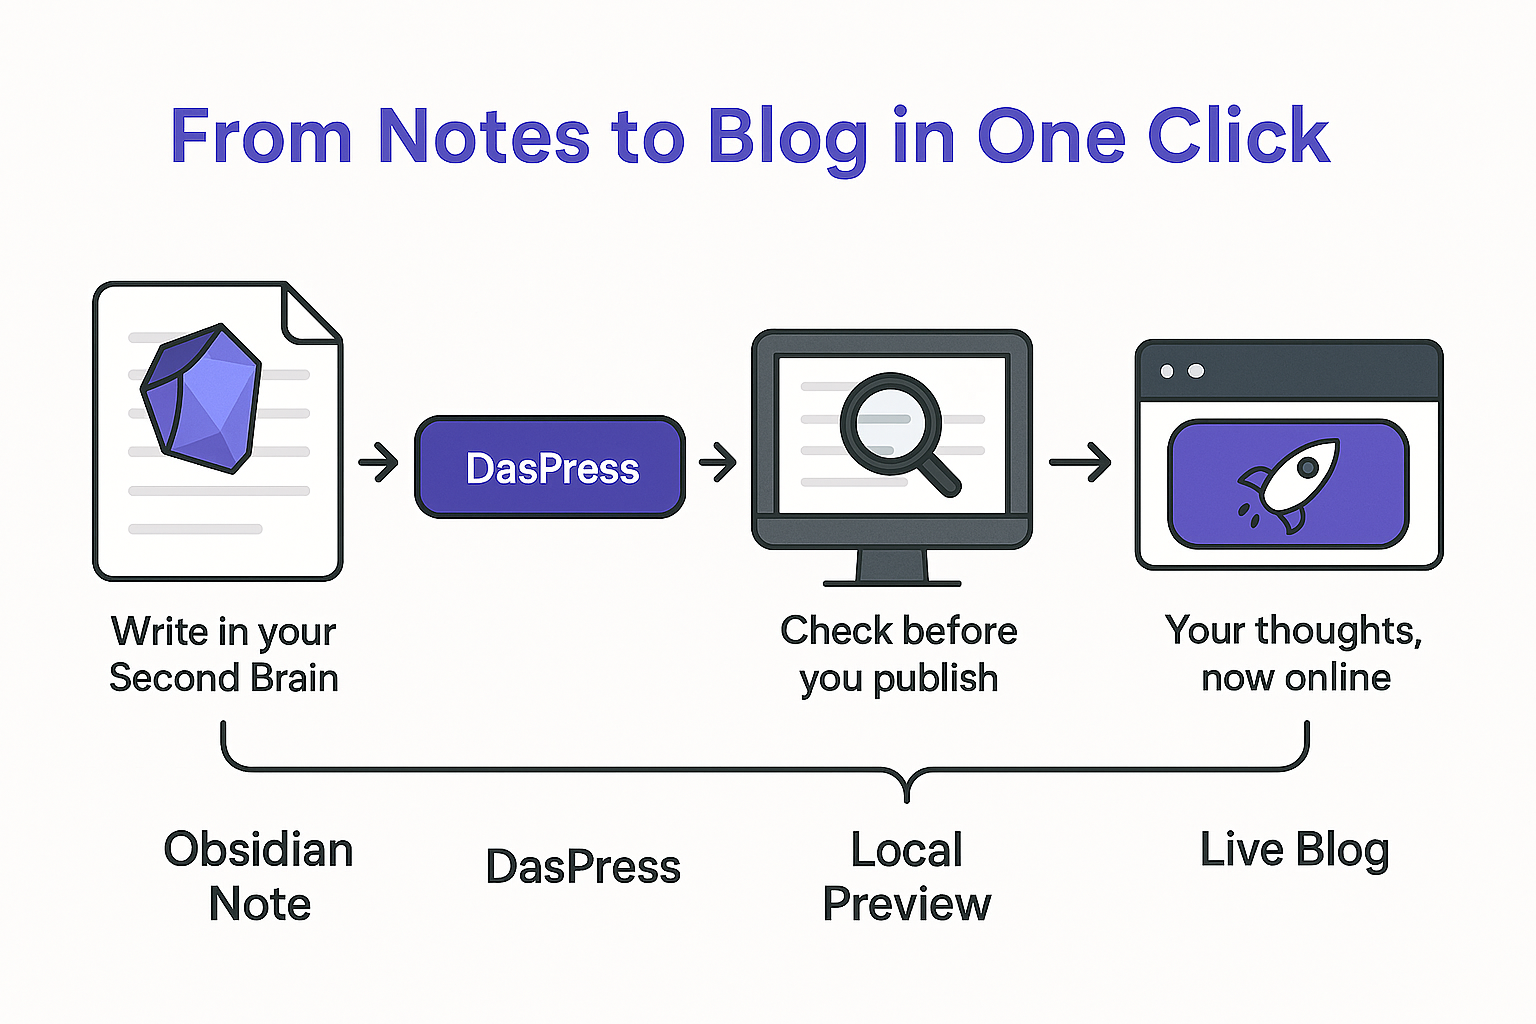 From Notes to Blog in One Click
DasPress
Write in your
Second Brain
Check before
you publish
Your thoughts,
now online
Obsidian
Note
DasPress
Local
Preview
Live Blog